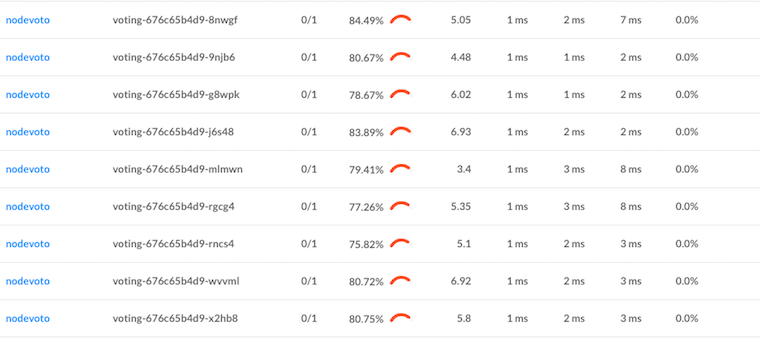 nodevoto voting-676c65b4d9-8nwgf 0/1 84.49% 5.05 1 ms 2 ms 7 ms 0.0%
nodevoto voting-676c65b4d9-9njb6 0/1 80.67% 4.48 1 ms 1 ms 2 ms 0.0%
nodevoto voting-676c65b4d9-g8wpk 0/1 78.67% 6.02 1 ms 1 ms 2 ms 0.0%
nodevoto voting-676c65b4d9-j6s48 0/1 83.89% 6.93 1 ms 2 ms 2 ms 0.0%
nodevoto voting-676c65b4d9-mlmwn 0/1 79.41% 3.4 1 ms 3 ms 8 ms 0.0%
nodevoto voting-676c65b4d9-rgcg4 0/1 77.26% 5.35 1 ms 3 ms 8 ms 0.0%
nodevoto voting-676c65b4d9-rncs4 0/1 75.82% 5.1 1 ms 2 ms 3 ms 0.0%
nodevoto voting-676c65b4d9-wvvml 0/1 80.72% 6.92 1 ms 2 ms 3 ms 0.0%
nodevoto voting-676c65b4d9-x2hb8 0/1 80.75% 5.8 1 ms 2 ms 3 ms 0.0%